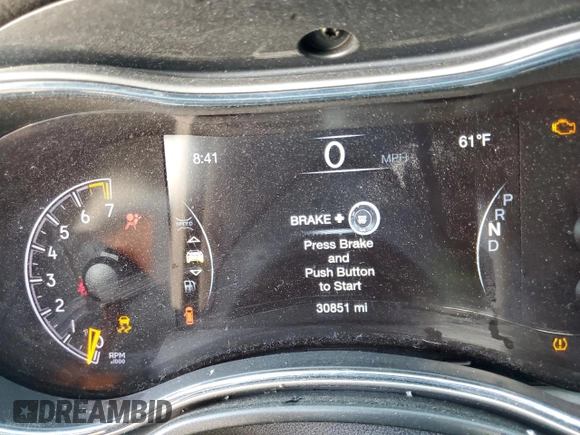 8:41
0
MPH
61°F
7
6
5
4
3
2
1
0
RPM
x1000
SPEED
BRAKE +
Press Brake
and
Push Button
to Start
30851 mi
P
R
N
D
DREAMBID